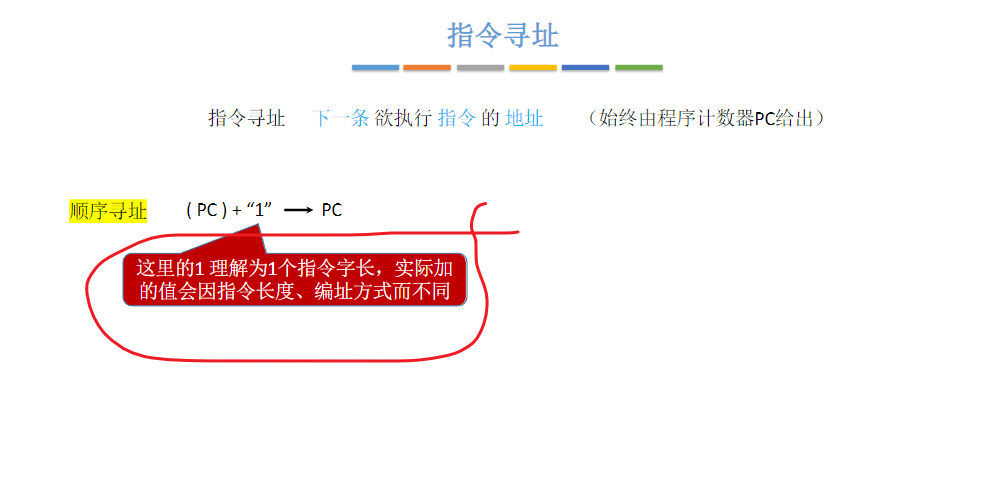 指令寻址
指令寻址 下一条 欲执行 指令 的 地址 （始终由程序计数器PC给出）
顺序寻址 ( PC ) + “1” → PC
这里的1 理解为1个指令字长，实际加
的值会因指令长度、编址方式而不同